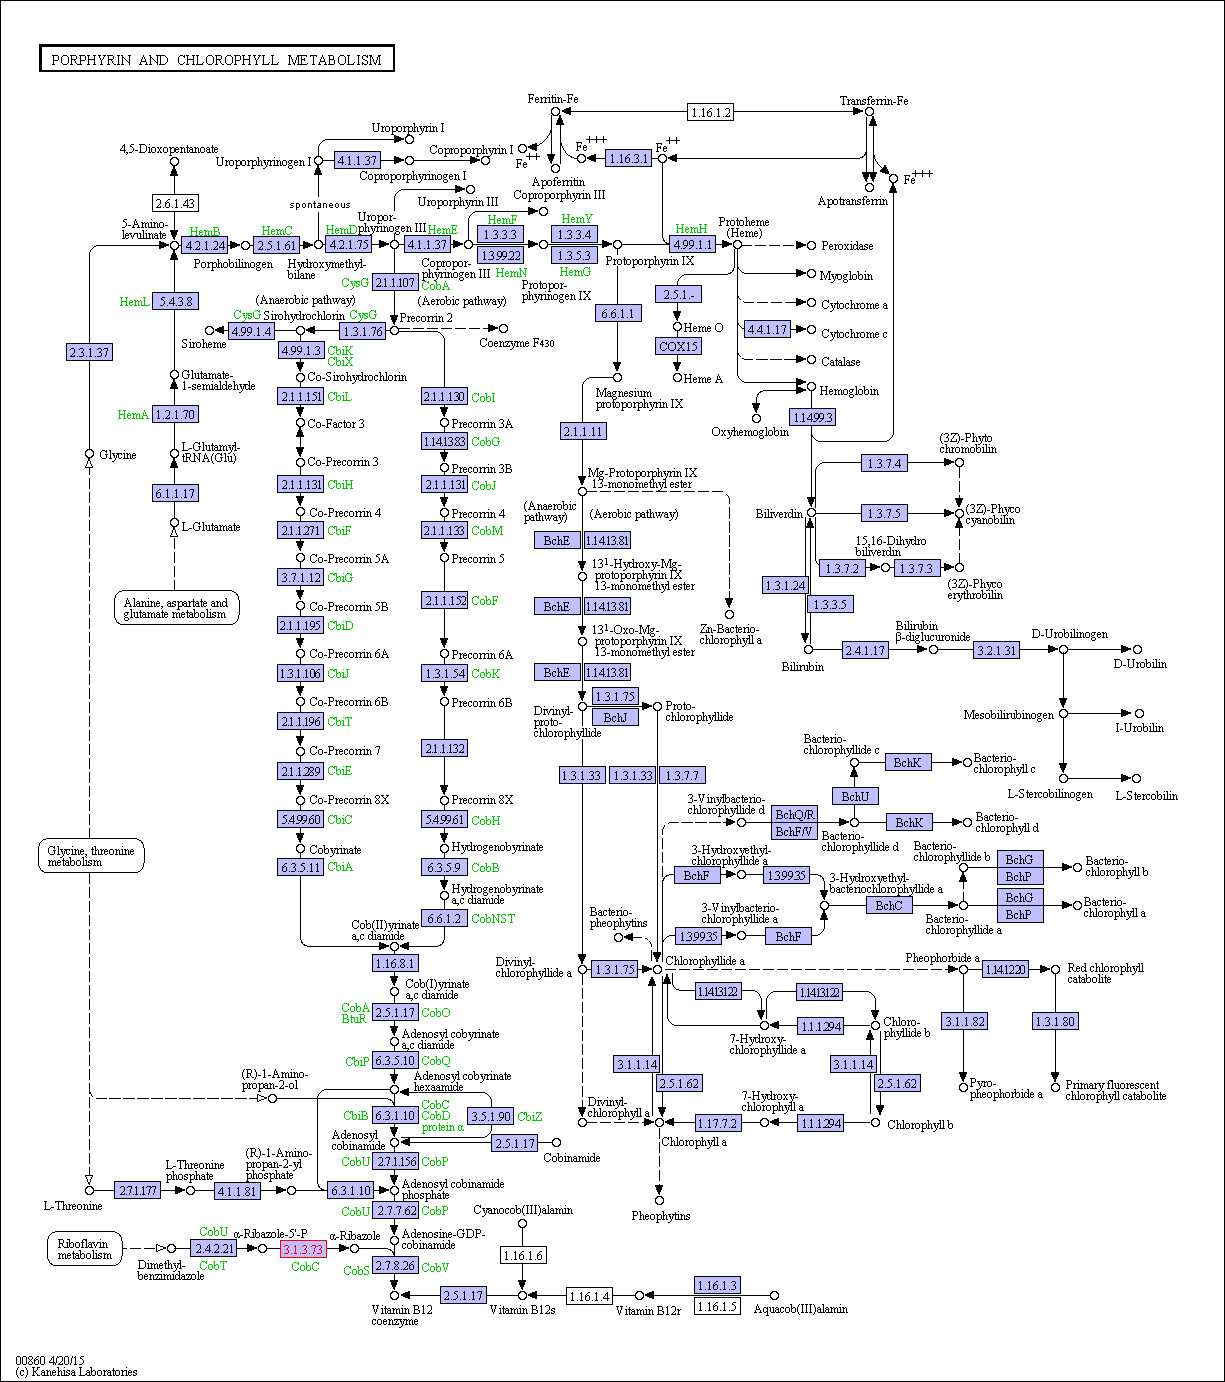 PORPHYRIN AND CHLOROPHYLL METABOLISM
Ferritin-Fe
1.16.1.2
Transferrin-Fe
Uroporphyrin I
4,5-Dioxopentanoate
Uroporphyrinogen I
4.1.1.37
Coproporphyrin I
Fe++
Fe+++
1.16.3.1
Fe++
Coproporphyrinogen I
Apoferritin
Fe+++
Apotransferrin
2.6.1.43
spontaneous
Uroporphyrin III
Coproporphyrin III
5-Amino-
levulinate
HemB
4.2.1.24
Porphobilinogen
HemC
2.5.1.61
Hydroxymethyl-
bilane
HemD
4.2.1.75
Uropor-
phyrinogen III
HemE
4.1.1.37
Copropor-
phyrinogen III
HemF
1.3.3.3
1.3.99.22
HemN
Protopor-
phyrinogen IX
HemY
1.3.3.4
1.3.5.3
HemG
Protoporphyrin IX
HemH
4.99.1.1
Protoheme
(Heme)
Peroxidase
Myoglobin
Cytochrome a
Cytochrome c
4.4.1.17
Catalase
Hemoglobin
2.5.1.-
Heme O
COX15
Heme A
Oxyhemoglobin
1.14.99.3
CysG
2.1.1.107
CobA
(Anaerobic pathway)
(Aerobic pathway)
HemL
5.4.3.8
CysG
Sirohydrochlorin
CysG
Siroheme
4.99.1.4
1.3.1.76
Precorrin 2
Coenzyme F430
6.6.1.1
Magnesium
protoporphyrin IX
2.3.1.37
4.99.1.3
CbiK
CbiX
Glutamate-
1-semialdehyde
Co-Sirohydrochlorin
HemA
1.2.1.70
2.1.1.151
CbiL
2.1.1.130
CobI
Co-Factor 3
Precorrin 3A
1.14.13.83
CobG
2.1.1.11
Glycine
L-Glutamyl-
tRNA(Glu)
Co-Precorrin 3
Precorrin 3B
6.1.1.17
2.1.1.131
CbiH
2.1.1.131
CobJ
Mg-Protoporphyrin IX
13-monomethyl ester
L-Glutamate
Co-Precorrin 4
Precorrin 4
2.1.1.271
CbiF
2.1.1.133
CobM
(Anaerobic
pathway)
(Aerobic pathway)
BchE
1.14.13.81
Co-Precorrin 5A
Precorrin 5
13¹-Hydroxy-Mg-
protoporphyrin IX
13-monomethyl ester
3.7.1.12
CbiG
Alanine, aspartate and
glutamate metabolism
Co-Precorrin 5B
2.1.1.152
CobF
BchE
1.14.13.81
2.1.1.195
CbiD
13¹-Oxo-Mg-
protoporphyrin IX
13-monomethyl ester
Zn-Bacterio-
chlorophyll a
Co-Precorrin 6A
Precorrin 6A
1.3.1.106
CbiJ
1.3.1.54
CobK
BchE
1.14.13.81
Co-Precorrin 6B
Precorrin 6B
1.3.1.75
BchJ
Divinyl-
proto-
chlorophyllide
Proto-
chlorophyllide
2.1.1.196
CbiT
Co-Precorrin 7
2.1.1.132
2.1.1.289
CbiE
1.3.1.33
1.3.1.33
1.3.7.7
Co-Precorrin 8X
Precorrin 8X
5.4.99.60
CbiC
5.4.99.61
CobH
Cobyrinate
Hydrogenobyrinate
6.3.5.11
CbiA
6.3.5.9
CobB
Hydrogenobyrinate
a,c diamide
6.6.1.2
CobNST
Cob(II)yrinate
a,c diamide
1.16.8.1
Cob(I)yrinate
a,c diamide
CobA
BtuR
2.5.1.17
CobO
Adenosyl cobyrinate
a,c diamide
CbiP
6.3.5.10
CobQ
Adenosyl cobyrinate
hexaamide
(3Z)-Phyto
chromobilin
1.3.7.4
Biliverdin
1.3.7.5
(3Z)-Phyco
cyanobilin
15,16-Dihydro
biliverdin
1.3.7.2
1.3.7.3
(3Z)-Phyco
erythrobilin
1.3.1.24
1.3.3.5
Bilirubin
2.4.1.17
Bilirubin
β-diglucuronide
3.2.1.31
D-Urobilinogen
D-Urobilin
Mesobilirubinogen
I-Urobilin
L-Stercobilinogen
L-Stercobilin
Bacterio-
chlorophyllide c
BchK
Bacterio-
chlorophyll c
BchU
3-Vinylbacterio-
chlorophyllide d
BchQ/R
BchF/V
Bacterio-
chlorophyllide d
BchK
Bacterio-
chlorophyll d
3-Hydroxyethyl-
chlorophyllide a
BchF
1.3.99.35
3-Hydroxyethyl-
bacteriochlorophyllide a
Bacterio-
chlorophyllide b
BchG
BchP
Bacterio-
chlorophyll b
BchC
Bacterio-
chlorophyllide a
BchG
BchP
Bacterio-
chlorophyll a
3-Vinylbacterio-
chlorophyllide a
1.3.99.35
BchF
Bacterio-
pheophytins
Divinyl-
chlorophyllide a
1.3.1.75
Chlorophyllide a
Pheophorbide a
1.14.12.20
Red chlorophyll
catabolite
1.14.13.122
1.14.13.122
7-Hydroxy-
chlorophyllide a
1.1.1.294
Chloro-
phyllide b
3.1.1.82
1.3.1.80
3.1.1.14
2.5.1.62
3.1.1.14
2.5.1.62
Pyro-
pheophorbide a
Primary fluorescent
chlorophyll catabolite
Divinyl-
chlorophyll a
Chlorophyll a
1.17.7.2
7-Hydroxy-
chlorophyll a
1.1.1.294
Chlorophyll b
Pheophytins
Glycine, threonine
metabolism
(R)-1-Amino-
propan-2-ol
CbiB
6.3.1.10
CobC
CobD
protein α
3.5.1.90
CbiZ
Adenosyl
cobinamide
2.5.1.17
Cobinamide
CobU
2.7.1.156
CobP
L-Threonine
2.7.1.177
L-Threonine
phosphate
4.1.1.81
(R)-1-Amino-
propan-2-yl
phosphate
6.3.1.10
Adenosyl cobinamide
phosphate
CobU
2.7.7.62
CobP
Adenosine-GDP-
cobinamide
Riboflavin
metabolism
Dimethyl-
benzimidazole
CobU
2.4.2.21
CobT
α-Ribazole-5'-P
3.1.3.73
CobC
α-Ribazole
CobS
2.7.8.26
CobV
Vitamin B12
coenzyme
2.5.1.17
Cyanocob(III)alamin
1.16.1.6
Vitamin B12s
1.16.1.4
Vitamin B12r
1.16.1.3
1.16.1.5
Aquacob(III)alamin
00860 4/20/15
(c) Kanehisa Laboratories